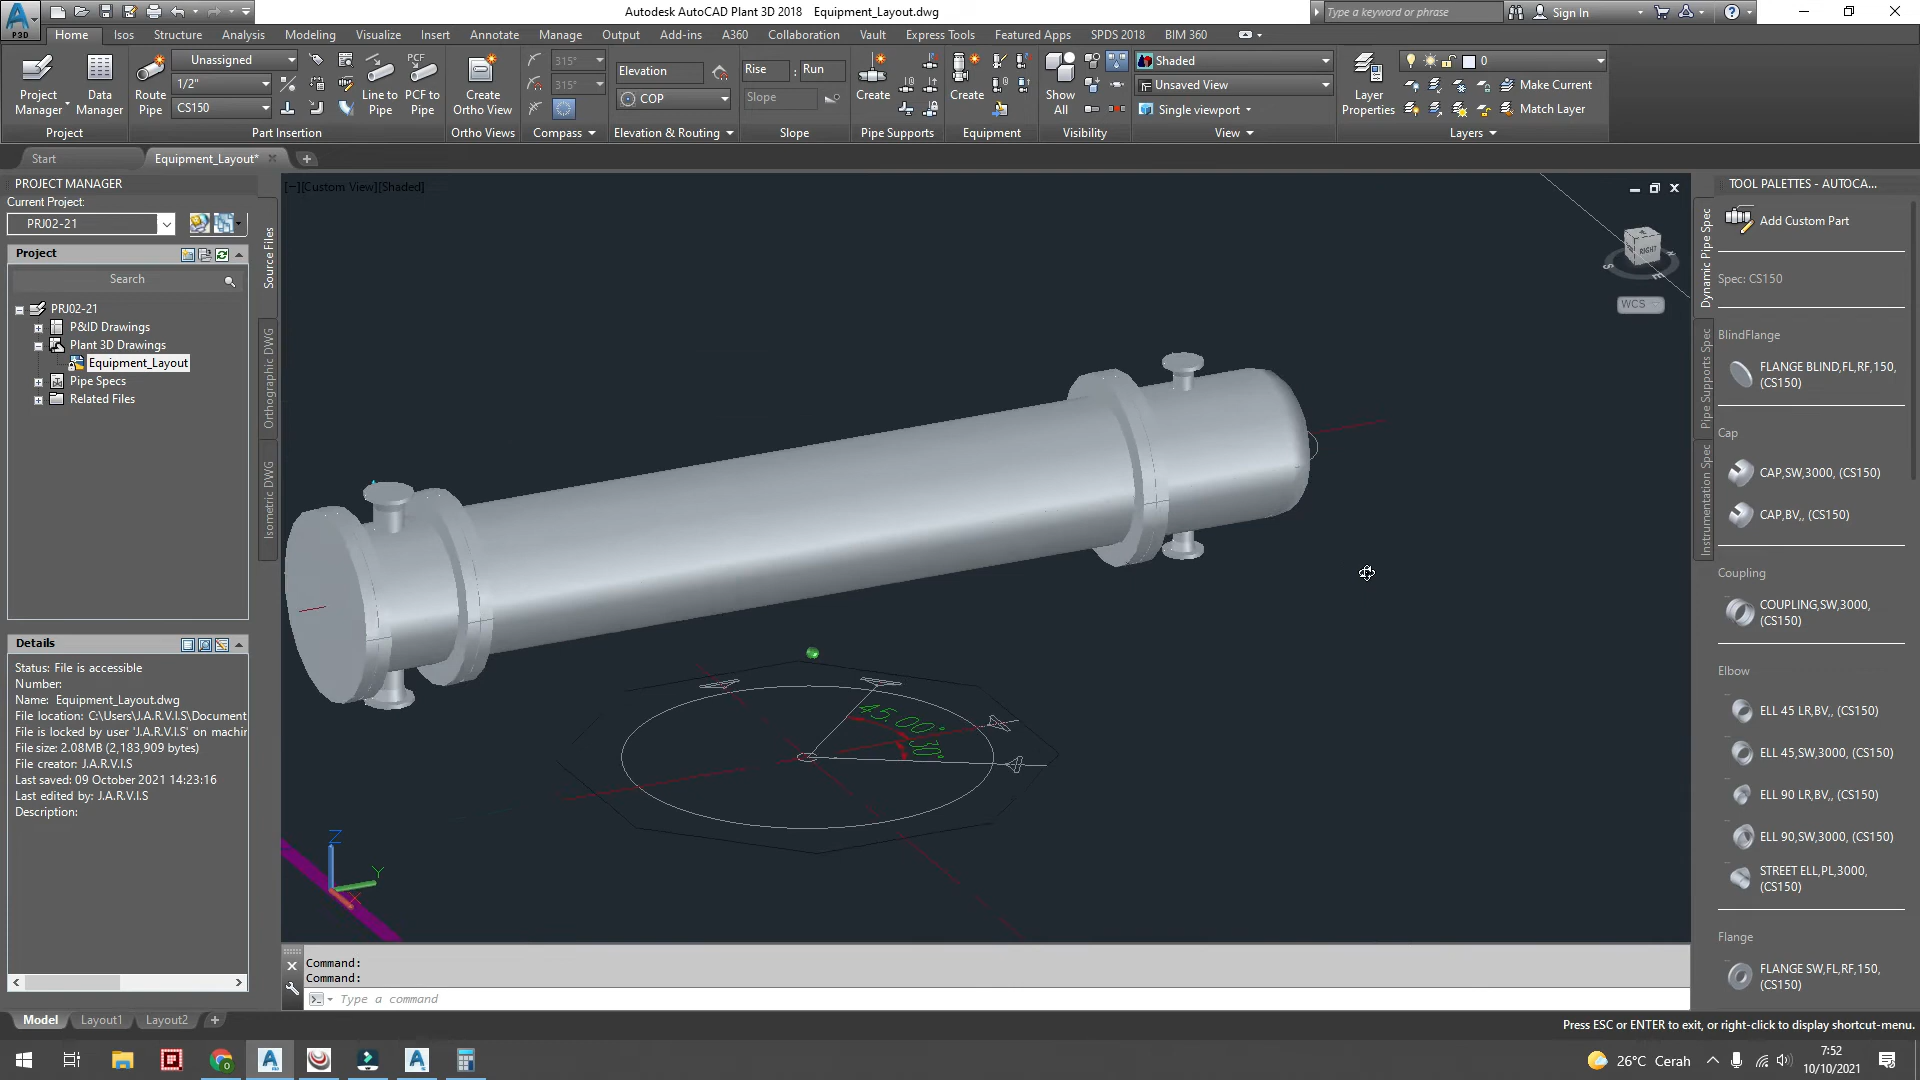 Autodesk AutoCAD Plant 3D 2018 Equipment_Layout.dwg
Type a keyword or phrase
Sign In
P3D
Home Isos Structure Analysis Modeling Visualize Insert Annotate Manage Output Add-ins A360 Collaboration Vault Express Tools Featured Apps SPDS 2018 BIM 360
Project Manager
Data Manager
Project
Route Pipe
Unassigned
1/2"
CS150
Line to Pipe
PCF to Pipe
PCF
Part Insertion
Create Ortho View
Ortho Views
315°
315°
Compass
Elevation
COP
Elevation & Routing
Rise : Run
Slope
Slope
Create
Pipe Supports
Create
Equipment
Show All
Visibility
Shaded
Unsaved View
Single viewport
View
Layer Properties
0
Make Current
Match Layer
Layers
Start
Equipment_Layout*
PROJECT MANAGER
Current Project:
PRJ02-21
Project
Search
PRJ02-21
P&ID Drawings
Plant 3D Drawings
Equipment_Layout
Pipe Specs
Related Files
Source Files
Orthographic DWG
Isometric DWG
Details
Status: File is accessible
Number:
Name: Equipment_Layout.dwg
File location: C:\Users\J.A.R.V.I.S\Document
File is locked by user 'J.A.R.V.I.S' on machin
File size: 2.08MB (2,183,909 bytes)
File creator: J.A.R.V.I.S
Last saved: 09 October 2021 14:23:16
Last edited by: J.A.R.V.I.S
Description:
[−][Custom View][Shaded]
RIGHT
S
E
WCS
45.00°
30°
Z
Y
X
Command:
Command:
Type a command
TOOL PALETTES - AUTOCA...
Dynamic Pipe Spec
Pipe Supports Spec
Instrumentation Spec
Add Custom Part
Spec: CS150
BlindFlange
FLANGE BLIND,FL,RF,150,
(CS150)
Cap
CAP,SW,3000, (CS150)
CAP,BV,, (CS150)
Coupling
COUPLING,SW,3000,
(CS150)
Elbow
ELL 45 LR,BV,, (CS150)
ELL 45,SW,3000, (CS150)
ELL 90 LR,BV,, (CS150)
ELL 90,SW,3000, (CS150)
STREET ELL,PL,3000,
(CS150)
Flange
FLANGE SW,FL,RF,150,
(CS150)
Model Layout1 Layout2
Press ESC or ENTER to exit, or right-click to display shortcut-menu.
26°C Cerah
7:52
10/10/2021